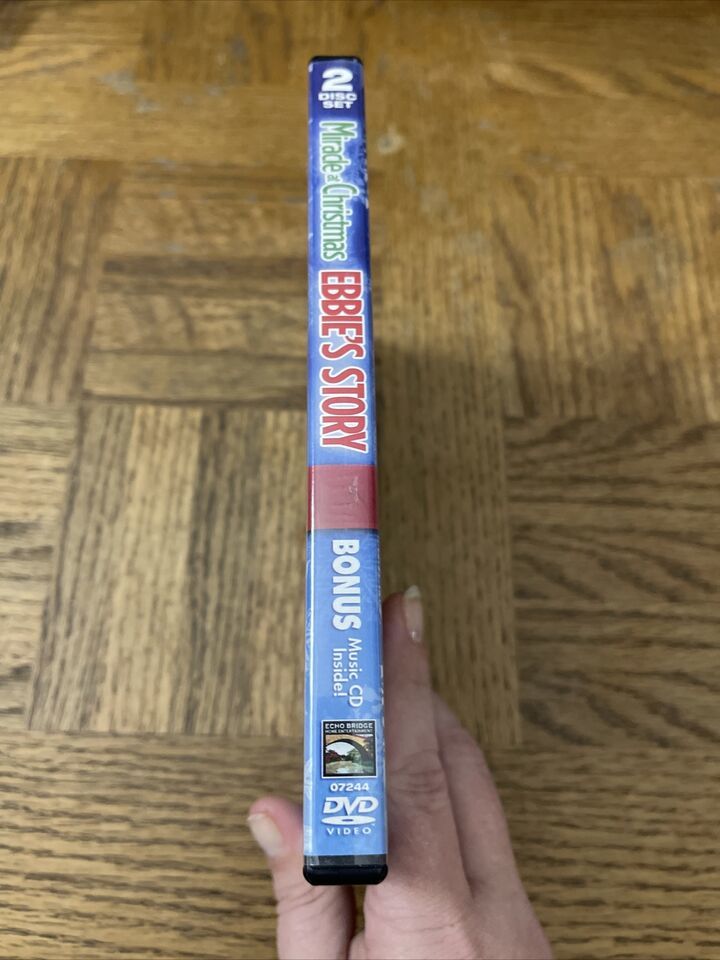 2
DISC
SET
Miracle at Christmas
EBBIE'S STORY
BONUS
Music CD
Inside!
ECHO BRIDGE
HOME ENTERTAINMENT
07244
DVD
VIDEO